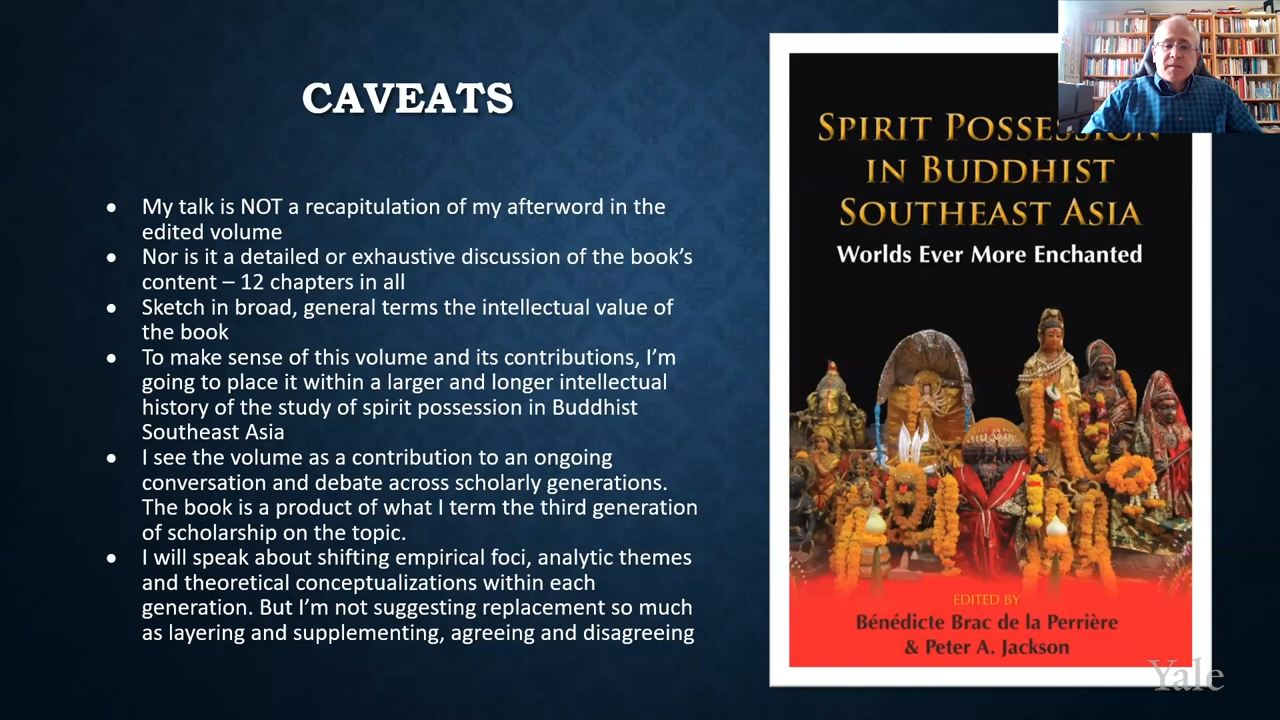 CAVEATS
● My talk is NOT a recapitulation of my afterword in the
edited volume
● Nor is it a detailed or exhaustive discussion of the book’s
content – 12 chapters in all
● Sketch in broad, general terms the intellectual value of
the book
● To make sense of this volume and its contributions, I’m
going to place it within a larger and longer intellectual
history of the study of spirit possession in Buddhist
Southeast Asia
● I see the volume as a contribution to an ongoing
conversation and debate across scholarly generations.
The book is a product of what I term the third generation
of scholarship on the topic.
● I will speak about shifting empirical foci, analytic themes
and theoretical conceptualizations within each
generation. But I’m not suggesting replacement so much
as layering and supplementing, agreeing and disagreeing
SPIRIT POSSESSION
IN BUDDHIST
SOUTHEAST ASIA
Worlds Ever More Enchanted
EDITED BY
Bénédicte Brac de la Perrière
& Peter A. Jackson
Yale